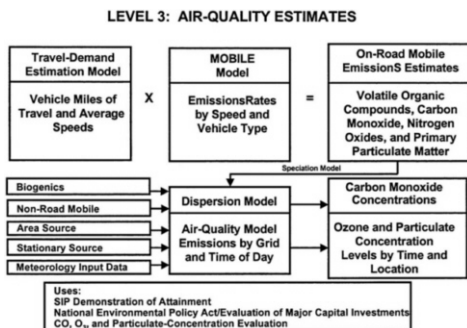 LEVEL 3: AIR-QUALITY ESTIMATES
Travel-Demand
Estimation Model
Vehicle Miles of
Travel and Average
Speeds
X
MOBILE
Model
EmissionsRates
by Speed and
Vehicle Type
=
On-Road Mobile
EmissionS Estimates
Volatile Organic
Compounds, Carbon
Monoxide, Nitrogen
Oxides, and Primary
Particulate Matter
Speciation Model
Biogenics
Non-Road Mobile
Area Source
Stationary Source
Meteorology Input Data
Dispersion Model
Air-Quality Model
Emissions by Grid
and Time of Day
Carbon Monoxide
Concentrations
Ozone and Particulate
Concentration
Levels by Time and
Location
Uses:
SIP Demonstration of Attainment
National Environmental Policy Act/Evaluation of Major Capital Investments
CO, O₃, and Particulate-Concentration Evaluation